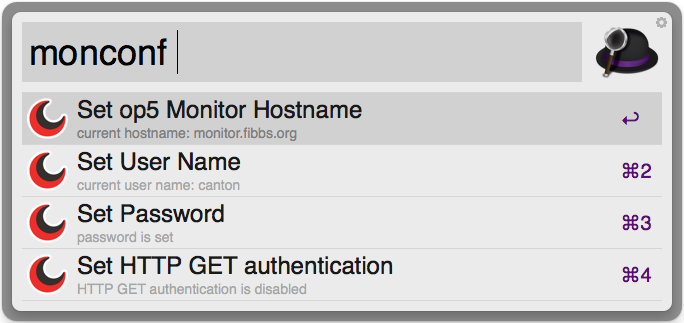 monconf
Set op5 Monitor Hostname
current hostname: monitor.fibbs.org
↩
Set User Name
current user name: canton
⌘2
Set Password
password is set
⌘3
Set HTTP GET authentication
HTTP GET authentication is disabled
⌘4